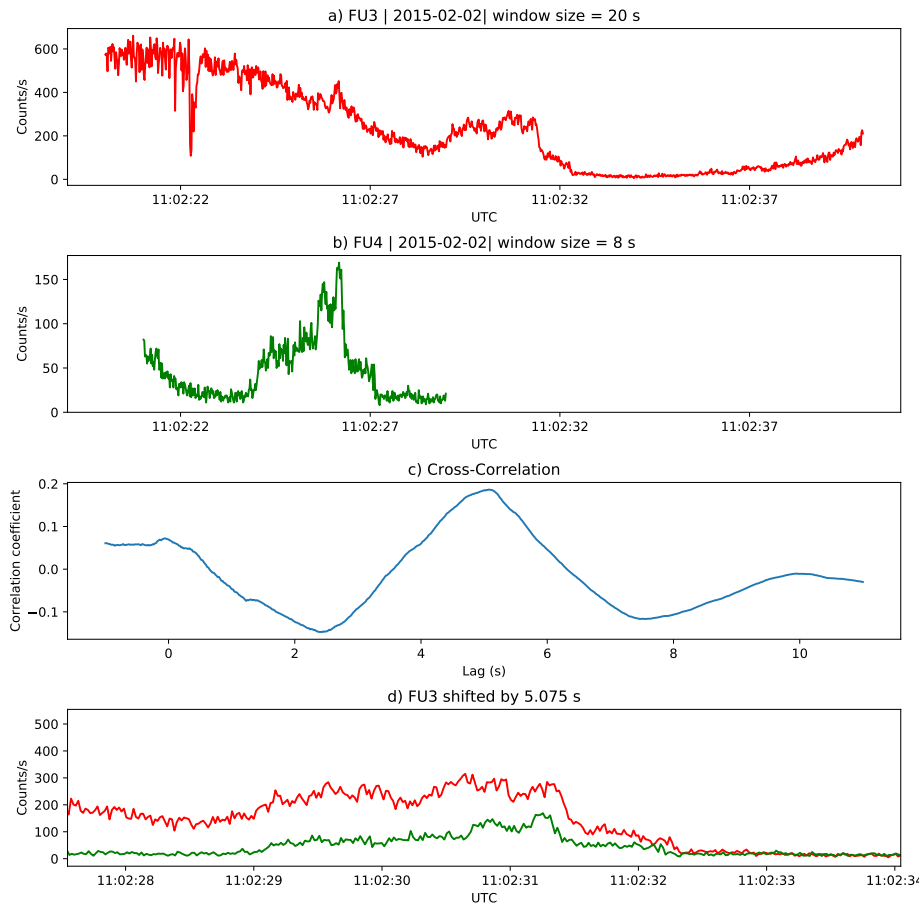 a) FU3 | 2015-02-02| window size = 20 s
600
400
200
0
Counts/s
11:02:22 11:02:27 11:02:32 11:02:37
UTC
b) FU4 | 2015-02-02| window size = 8 s
150
100
50
0
Counts/s
11:02:22 11:02:27 11:02:32 11:02:37
UTC
c) Cross-Correlation
0.2
0.1
0.0
−0.1
Correlation coefficient
0 2 4 6 8 10
Lag (s)
d) FU3 shifted by 5.075 s
500
400
300
200
100
0
Counts/s
11:02:28 11:02:29 11:02:30 11:02:31 11:02:32 11:02:33 11:02:34
UTC